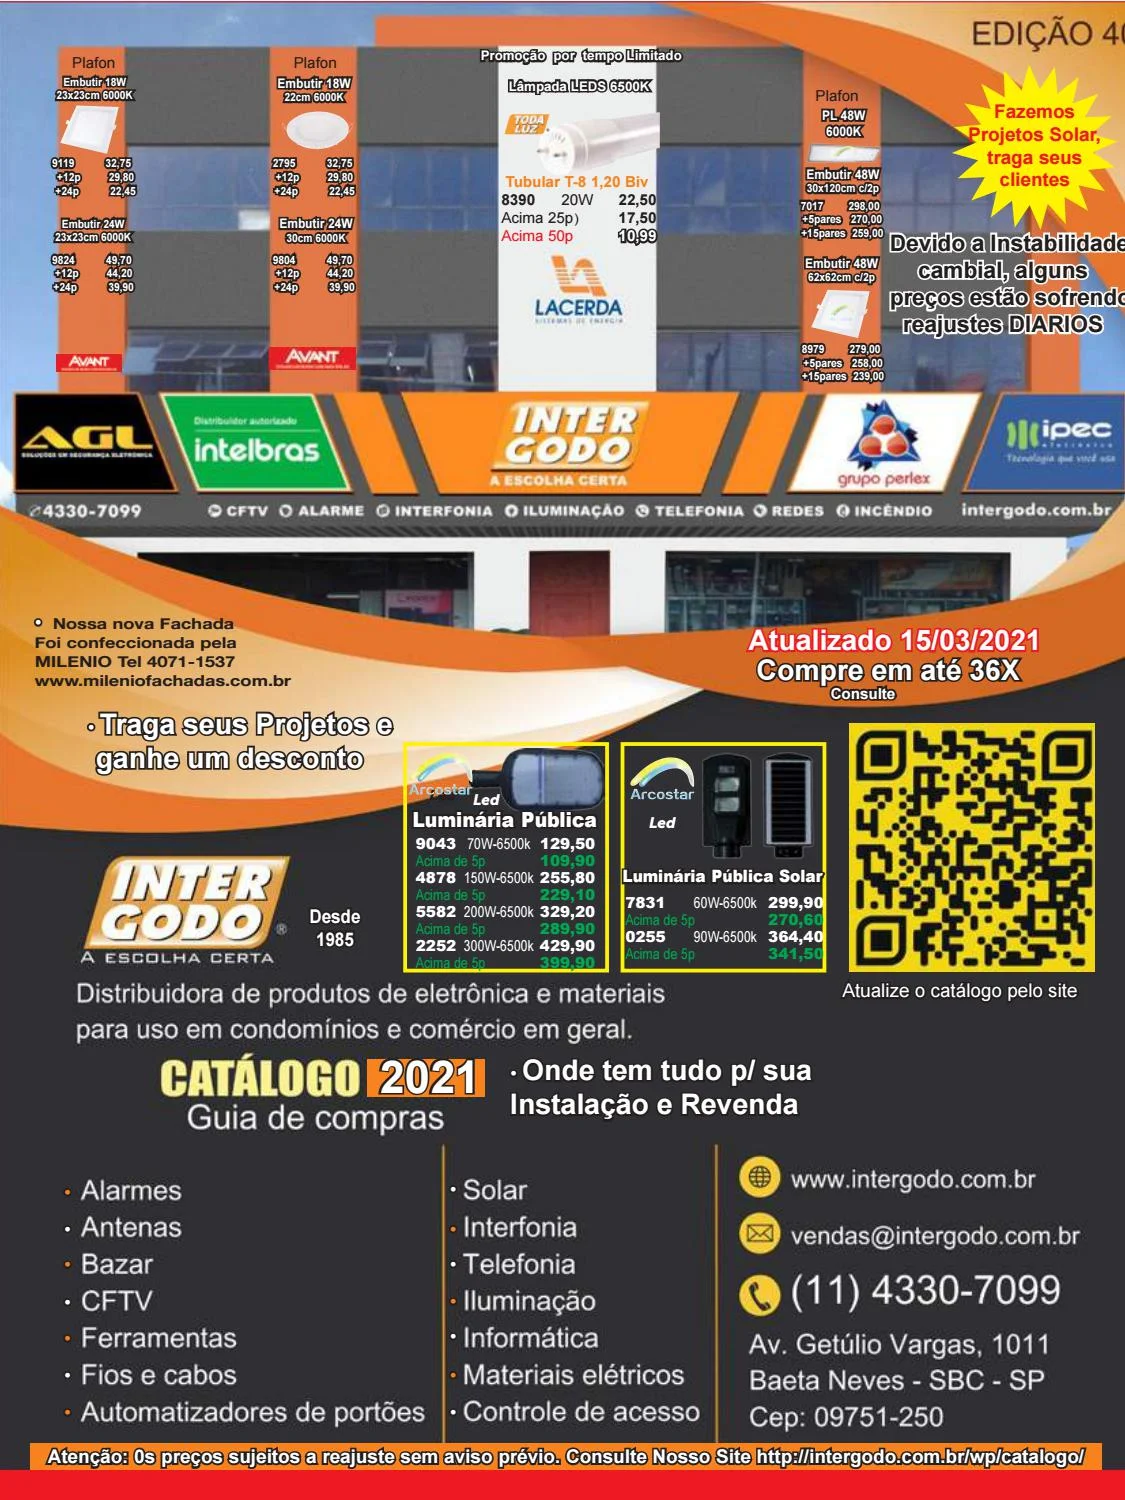 EDIÇÃO 40
Plafon
Embutir 18W
23x23cm 6000K
9119 32,75
+12p 29,80
+24p 22,45
Embutir 24W
23x23cm 6000K
9824 49,70
+12p 44,20
+24p 39,90
AVANT
Plafon
Embutir 18W
22cm 6000K
2795 32,75
+12p 29,80
+24p 22,45
Embutir 24W
30cm 6000K
9804 49,70
+12p 44,20
+24p 39,90
AVANT
Promoção por tempo Limitado
Lâmpada LEDS 6500K
TODA
LUZ
Tubular T-8 1,20 Biv
8390 20W 22,50
Acima 25p) 17,50
Acima 50p 10,99
LACERDA
SISTEMAS DE ENERGIA
Plafon
PL 48W
6000K
Embutir 48W
30x120cm c/2p
7017 298,00
+5pares 270,00
+15pares 259,00
Embutir 48W
62x62cm c/2p
8979 279,00
+5pares 258,00
+15pares 239,00
Fazemos
Projetos Solar,
traga seus
clientes
Devido a Instabilidade
cambial, alguns
preços estão sofrendo
reajustes DIARIOS
AGL
SOLUÇÕES EM SEGURANÇA ELETRÔNICA
Distribuidor autorizado
intelbras
INTER
GODO
A ESCOLHA CERTA
grupo perlex
ipec
eletrônica
Tecnologia que você usa
4330-7099 CFTV ALARME INTERFONIA ILUMINAÇÃO TELEFONIA REDES INCÊNDIO intergodo.com.br
Nossa nova Fachada
Foi confeccionada pela
MILENIO Tel 4071-1537
www.mileniofachadas.com.br
Atualizado 15/03/2021
Compre em até 36X
Consulte
· Traga seus Projetos e
ganhe um desconto
Arcostar
Led
Luminária Pública
9043 70W-6500k 129,50
Acima de 5p 109,90
4878 150W-6500k 255,80
Acima de 5p 229,10
5582 200W-6500k 329,20
Acima de 5p 289,90
2252 300W-6500k 429,90
Acima de 5p 399,90
Arcostar
Led
Luminária Pública Solar
7831 60W-6500k 299,90
Acima de 5p 270,60
0255 90W-6500k 364,40
Acima de 5p 341,50
Atualize o catálogo pelo site
INTER
GODO®
A ESCOLHA CERTA
Desde
1985
Distribuidora de produtos de eletrônica e materiais
para uso em condomínios e comércio em geral.
CATÁLOGO 2021
Guia de compras
· Onde tem tudo p/ sua
Instalação e Revenda
· Alarmes
· Antenas
· Bazar
· CFTV
· Ferramentas
· Fios e cabos
· Automatizadores de portões
· Solar
· Interfonia
· Telefonia
· Iluminação
· Informática
· Materiais elétricos
· Controle de acesso
www.intergodo.com.br
vendas@intergodo.com.br
(11) 4330-7099
Av. Getúlio Vargas, 1011
Baeta Neves - SBC - SP
Cep: 09751-250
Atenção: 0s preços sujeitos a reajuste sem aviso prévio. Consulte Nosso Site http://intergodo.com.br/wp/catalogo/